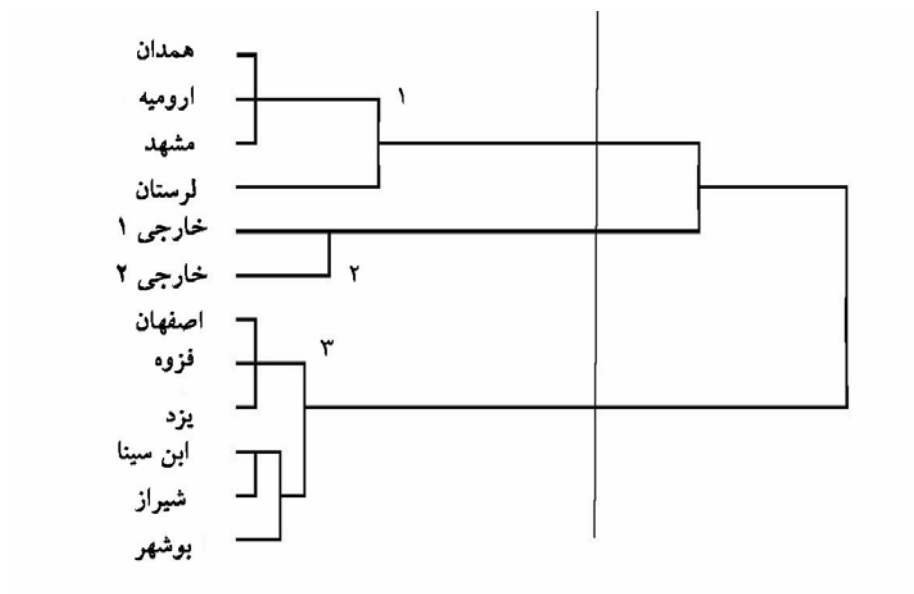 همدان
ارومیه
مشهد
لرستان
خارجی ۱
خارجی ۲
اصفهان
فزوه
یزد
ابن سینا
شیراز
بوشهر
۱
۲
۳